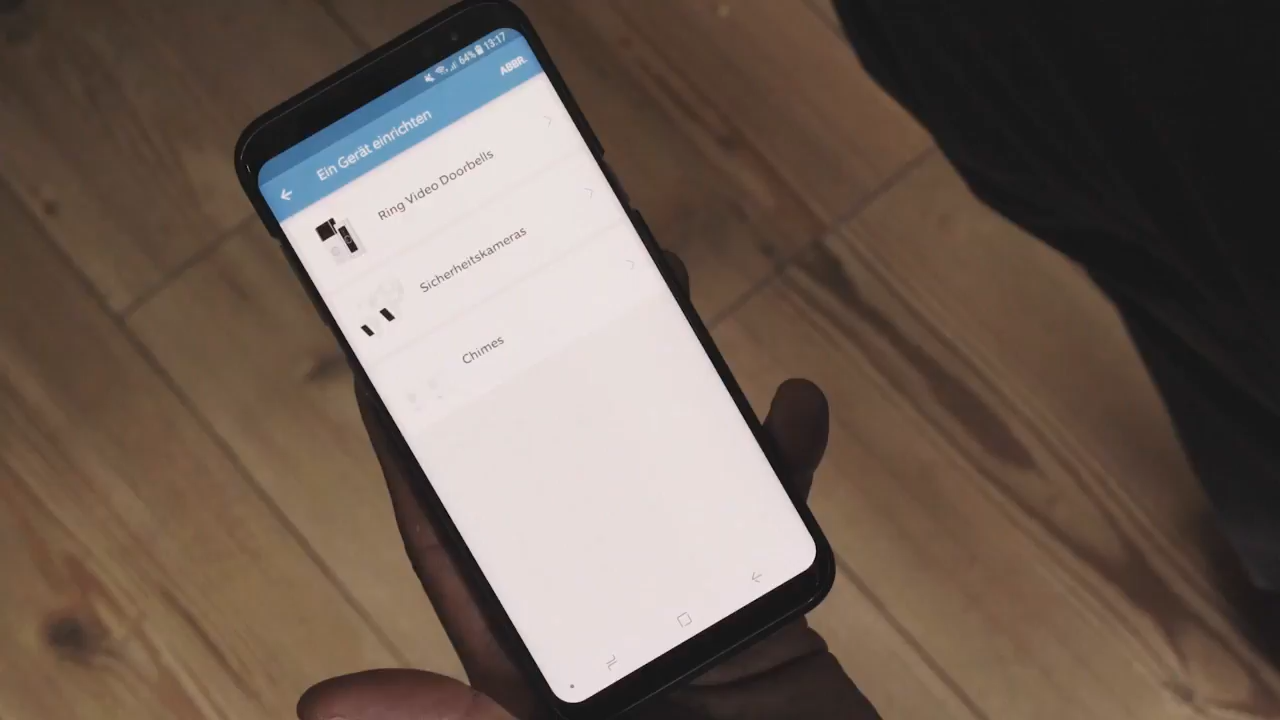 64% 13:17
ABBR.
Ein Gerät einrichten
Ring Video Doorbells
Sicherheitskameras
Chimes